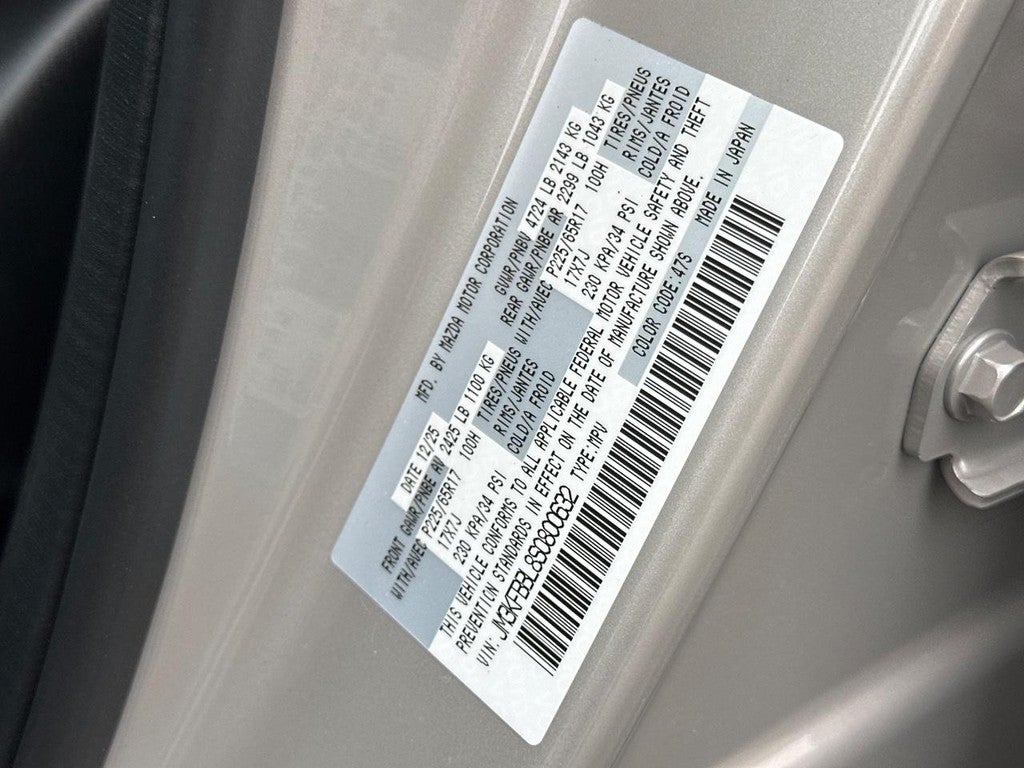 MFD. BY MAZDA MOTOR CORPORATION
DATE 12/25 GVWR/PNBV 4724 LB 2143 KG
FRONT GAWR/PNBE AV 2425 LB 1100 KG REAR GAWR/PNBE AR 2299 LB 1043 KG
WITH/AVEC P225/65R17 100H TIRES/PNEUS WITH/AVEC P225/65R17 100H TIRES/PNEUS
17X7J RIMS/JANTES 17X7J RIMS/JANTES
230 KPA/34 PSI COLD/A FROID 230 KPA/34 PSI COLD/A FROID
THIS VEHICLE CONFORMS TO ALL APPLICABLE FEDERAL MOTOR VEHICLE SAFETY AND THEFT
PREVENTION STANDARDS IN EFFECT ON THE DATE OF MANUFACTURE SHOWN ABOVE.
VIN:JM3KFBBL8S0800632 TYPE:MPV COLOR CODE:47S MADE IN JAPAN